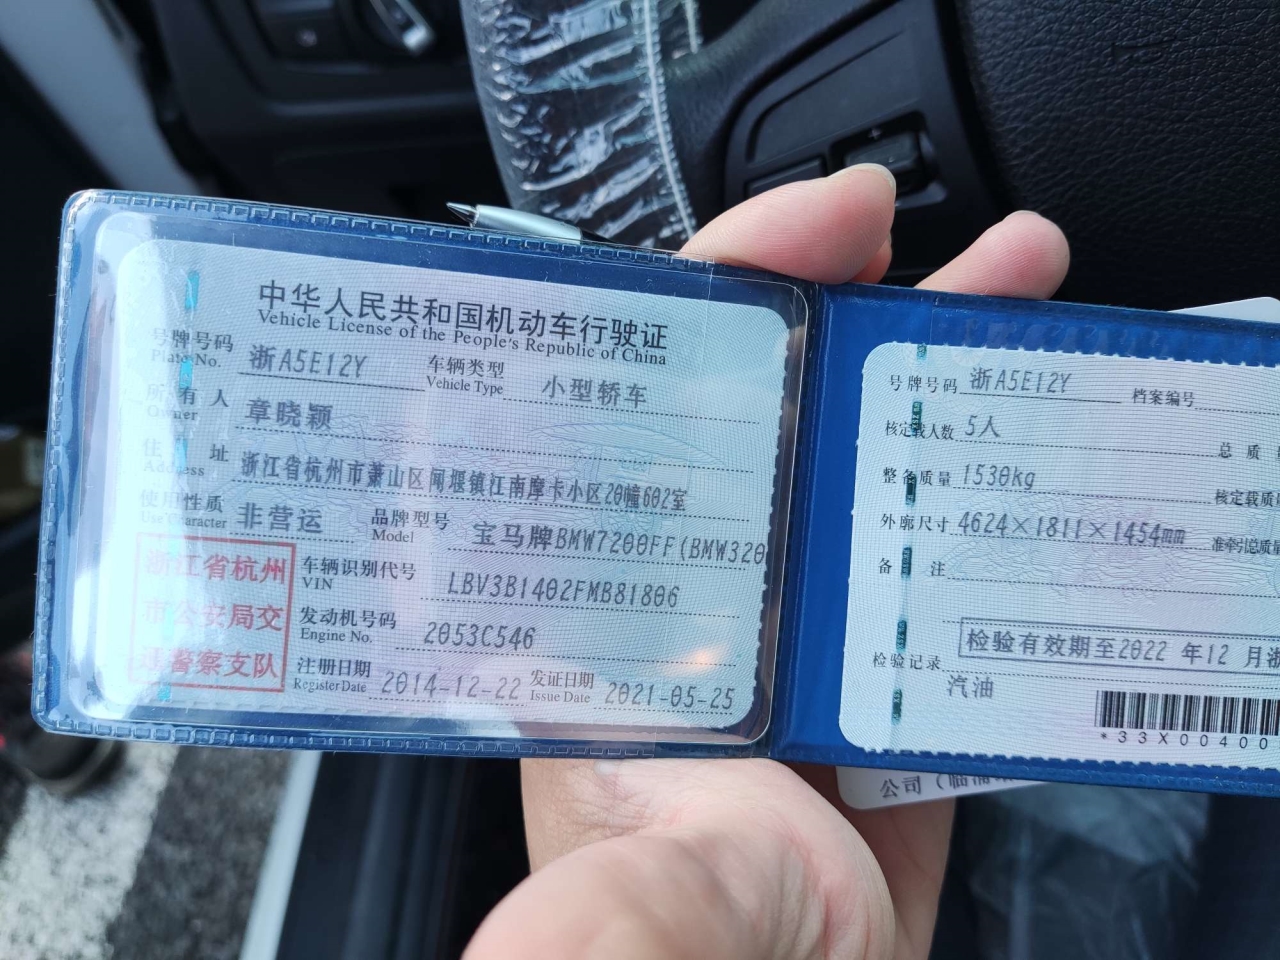 中华人民共和国机动车行驶证
Vehicle License of the People's Republic of China
号牌号码 浙A5E12Y 车辆类型 小型轿车
Plate No. Vehicle Type
所有人 章晓颖
Owner
住址 浙江省杭州市萧山区闻堰镇江南摩卡小区20幢602室
Address
使用性质 非营运 品牌型号 宝马牌BMW7200FF(BMW320
Use Character Model
浙江省杭州
市公安局交
通警察支队
车辆识别代号 LBV3B1402FMB81806
VIN
发动机号码 2053C546
Engine No.
注册日期 2014-12-22 发证日期 2021-05-25
Register Date Issue Date
号牌号码 浙A5E12Y 档案编号
核定载人数 5人 总质
整备质量 1530kg 核定载质
外廓尺寸 4624×1811×1454mm 准牵引总质量
备注
检验有效期至2022 年12 月浙
检验记录
汽油
*33X00400
公司（临